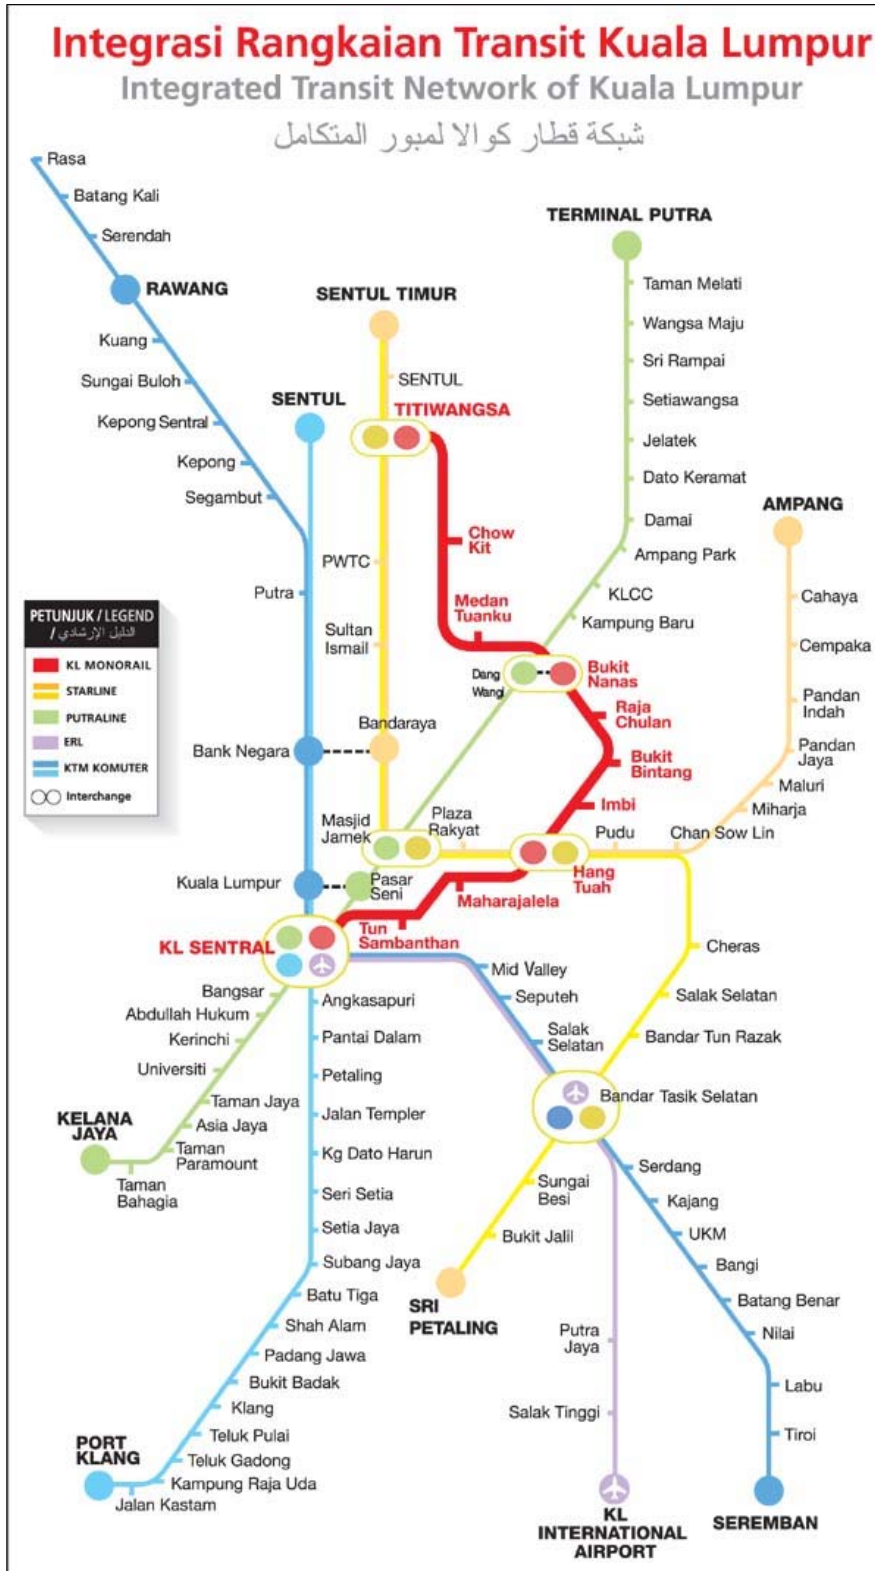 Integrasi Rangkaian Transit Kuala Lumpur
Integrated Transit Network of Kuala Lumpur
شبكة قطار كوالا لمبور المتكامل
Rasa
Batang Kali
Serendah
RAWANG
Kuang
Sungai Buloh
Kepong Sentral
Kepong
Segambut
SENTUL
Putra
Bank Negara
Kuala Lumpur
SENTUL TIMUR
SENTUL
TITIWANGSA
PWTC
Sultan
Ismail
Bandaraya
Masjid
Jamek
Plaza
Rakyat
Chow
Kit
Medan
Tuanku
Bukit
Nanas
Raja
Chulan
Bukit
Bintang
Imbi
Hang
Tuah
Maharajalela
Tun
Sambanthan
KL SENTRAL
TERMINAL PUTRA
Taman Melati
Wangsa Maju
Sri Rampai
Setiawangsa
Jelatek
Dato Keramat
Damai
Ampang Park
KLCC
Kampung Baru
Dang
Wangi
Pasar
Seni
AMPANG
Cahaya
Cempaka
Pandan
Indah
Pandan
Jaya
Maluri
Miharja
Chan Sow Lin
Pudu
PETUNJUK / LEGEND
/ الدليل الإرشادي
KL MONORAIL
STARLINE
PUTRALINE
ERL
KTM KOMUTER
Interchange
Cheras
Salak Selatan
Bandar Tun Razak
Bandar Tasik Selatan
Mid Valley
Seputeh
Salak
Selatan
Bangsar
Abdullah Hukum
Kerinchi
Universiti
Taman Jaya
Asia Jaya
Taman
Paramount
Taman
Bahagia
KELANA
JAYA
Angkasapuri
Pantai Dalam
Petaling
Jalan Templer
Kg Dato Harun
Seri Setia
Setia Jaya
Subang Jaya
Batu Tiga
Shah Alam
Padang Jawa
Bukit Badak
Klang
Teluk Pulai
Teluk Gadong
Kampung Raja Uda
Jalan Kastam
PORT
KLANG
Sungai
Besi
Bukit Jalil
SRI
PETALING
Putra
Jaya
Salak Tinggi
KL
INTERNATIONAL
AIRPORT
Serdang
Kajang
UKM
Bangi
Batang Benar
Nilai
Labu
Tiroi
SEREMBAN